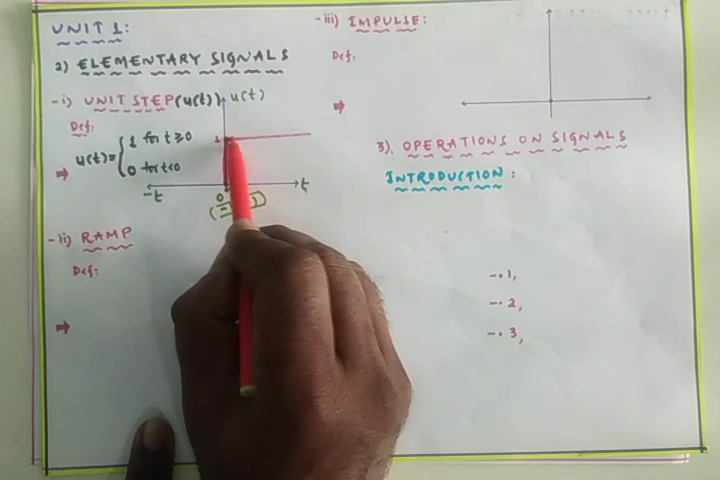 UNIT 1:
2) ELEMENTARY SIGNALS
-i) UNIT STEP (u(t)) u(t)
Def:
u(t)= { 1 for t≥0
0 for t<0
1
-t
t
0
-ii) RAMP
Def:
-iii) IMPULSE:
Def.
3). OPERATIONS ON SIGNALS
INTRODUCTION:
-. 1,
-. 2,
-. 3,